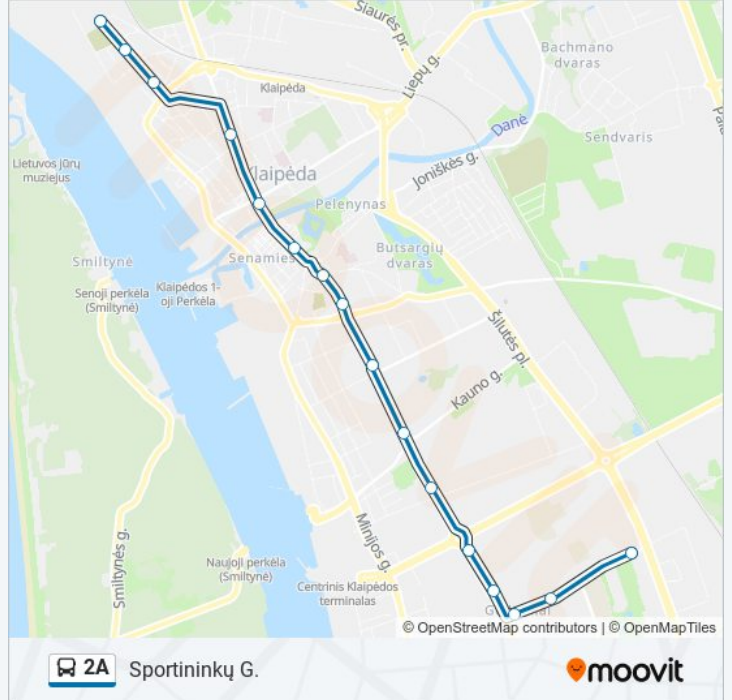 Šiaurės pr.
Liepų g.
Bachmano
dvaras
Klaipėda
Danė
Sendvaris
Joniškės g.
Lietuvos jūrų
muziejus
Klaipėda
Pelenynas
Smiltynė
Senamies
Butsargių
dvaras
Senoji perkėla
(Smiltynė)
Klaipėdos 1-
oji Perkėla
Šilutės pl.
Kauno g.
Minijos g.
Smiltynės g.
Naujoji perkėla
(Smiltynė)
Centrinis Klaipėdos
terminalas
© OpenStreetMap contributors | © OpenMapTiles
2A Sportininkų G.
moovit